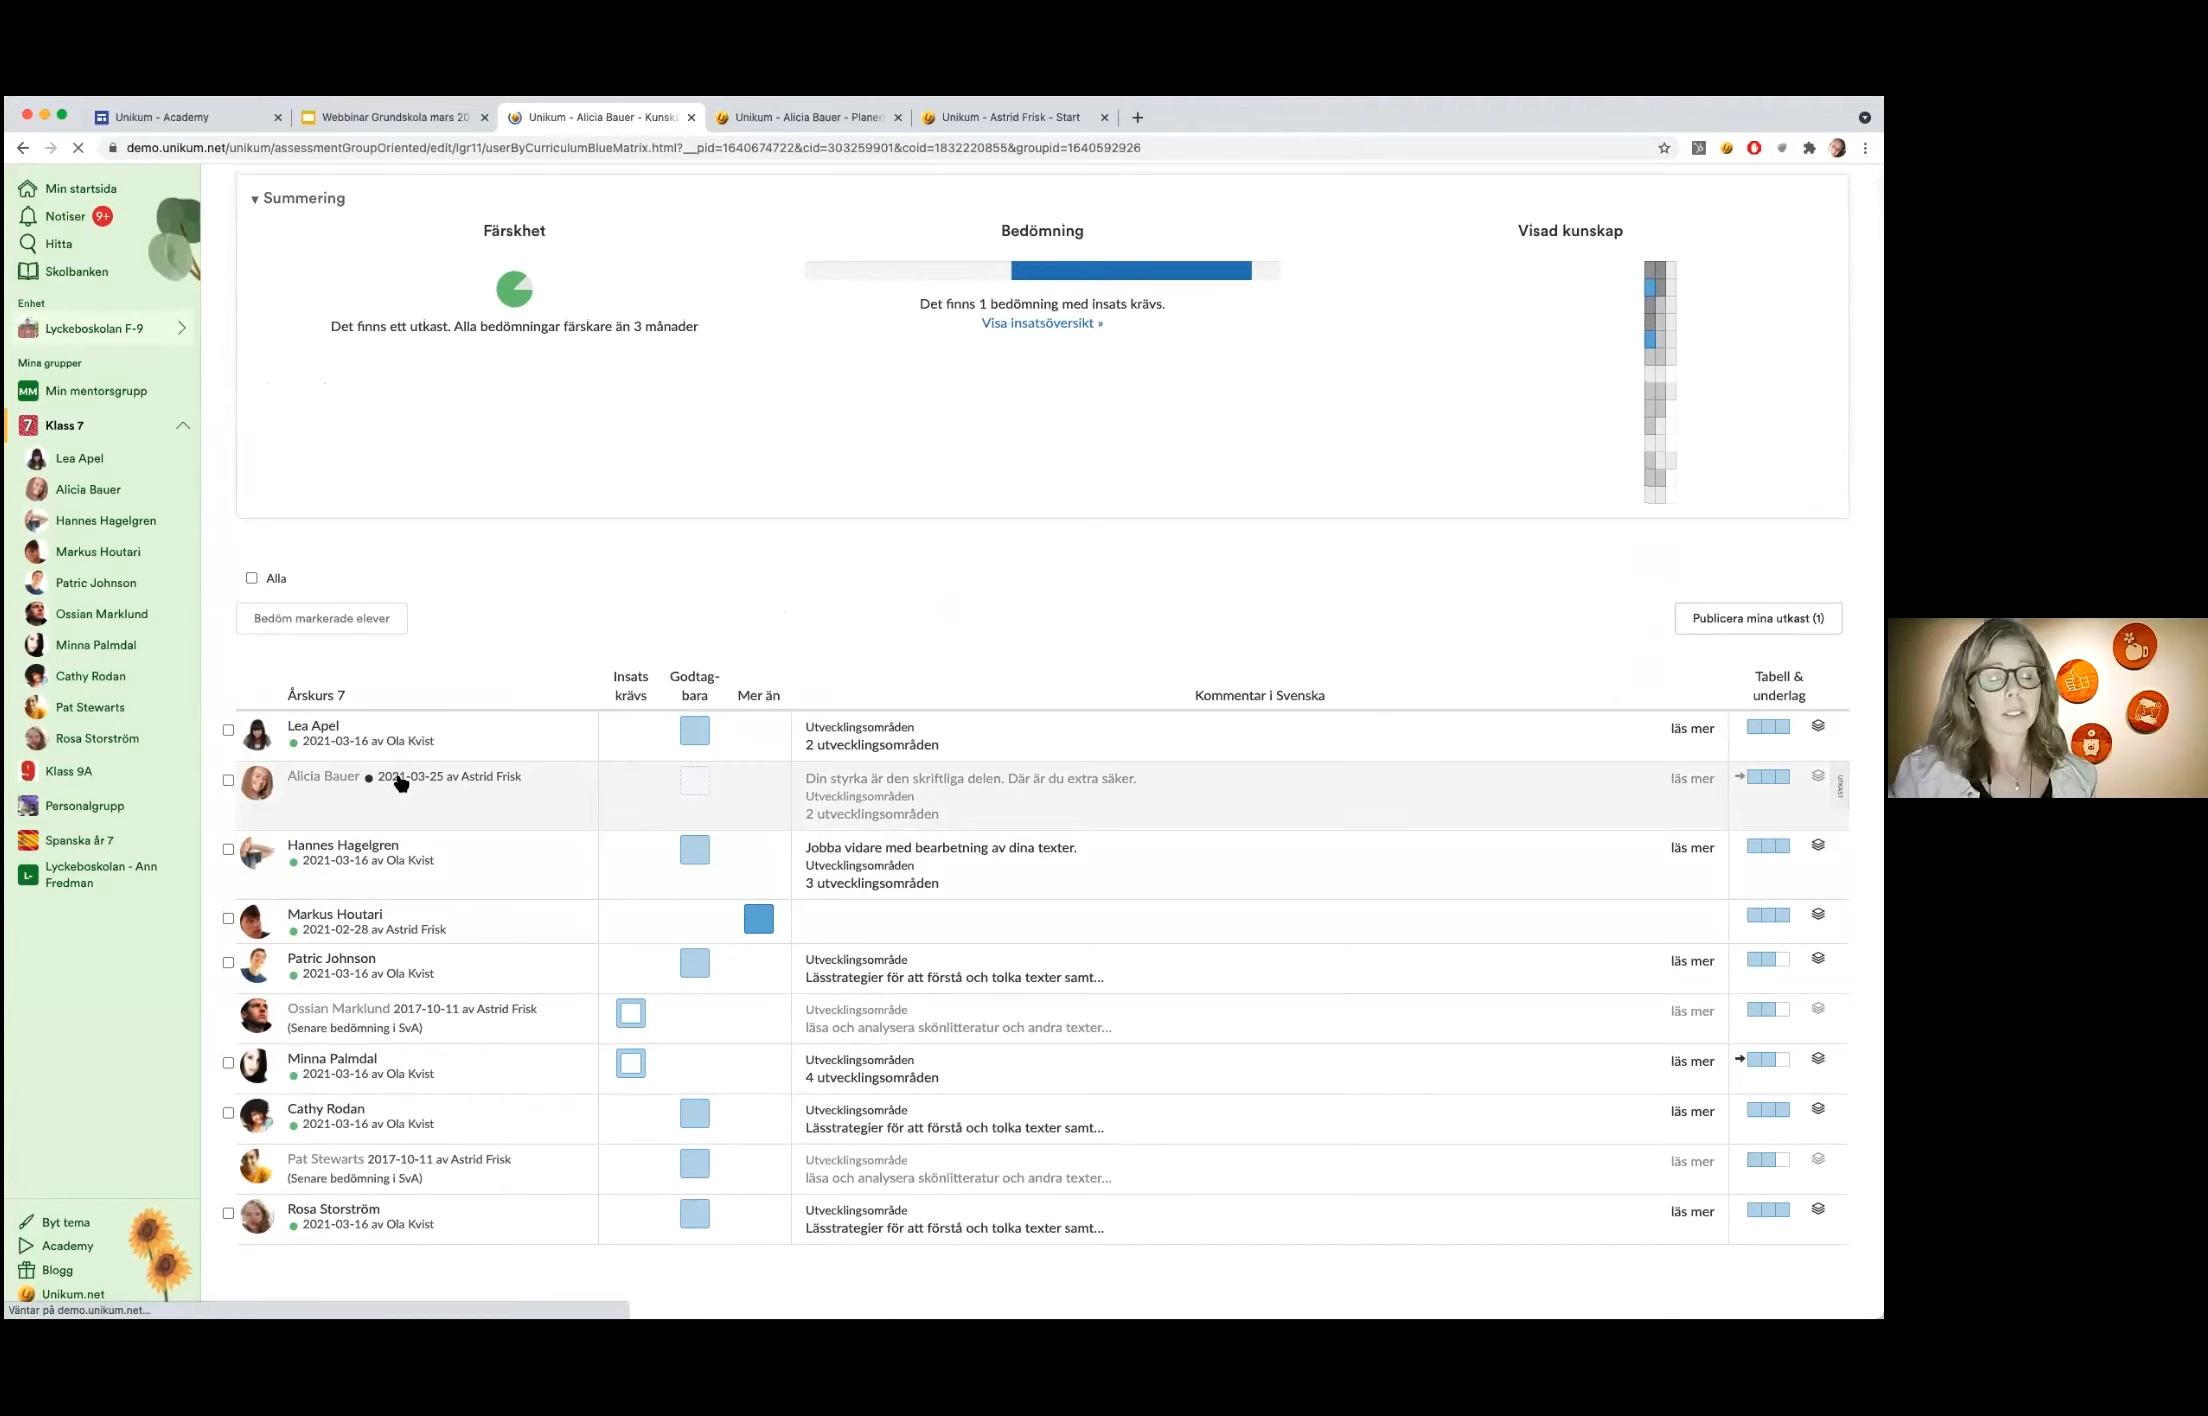 Unikum - Academy
Webbinar Grundskola mars 20
Unikum - Alicia Bauer - Kunska
Unikum - Alicia Bauer - Planer
Unikum - Astrid Frisk - Start
demo.unikum.net/unikum/assessmentGroupOriented/edit/lgr11/userByCurriculumBlueMatrix.html?__pid=1640674722&cid=303259901&coid=1832220855&groupid=1640592926
Min startsida
Notiser 9+
Hitta
Skolbanken
Enhet
Lyckeboskolan F-9
Mina grupper
MM Min mentorsgrupp
7 Klass 7
Lea Apel
Alicia Bauer
Hannes Hagelgren
Markus Houtari
Patric Johnson
Ossian Marklund
Minna Palmdal
Cathy Rodan
Pat Stewarts
Rosa Storström
9 Klass 9A
Personalgrupp
Spanska år 7
L- Lyckeboskolan - Ann
Fredman
Byt tema
Academy
Blogg
Unikum.net
Väntar på demo.unikum.net...
▾ Summering
Färskhet
Det finns ett utkast. Alla bedömningar färskare än 3 månader
Bedömning
Det finns 1 bedömning med insats krävs.
Visa insatsöversikt »
Visad kunskap
Alla
Bedöm markerade elever
Publicera mina utkast (1)
Årskurs 7
Insats
krävs
Godtag-
bara
Mer än
Kommentar i Svenska
Tabell &
underlag
Lea Apel
2021-03-16 av Ola Kvist
Utvecklingsområden
2 utvecklingsområden
läs mer
Alicia Bauer ● 2021-03-25 av Astrid Frisk
Din styrka är den skriftliga delen. Där är du extra säker.
Utvecklingsområden
2 utvecklingsområden
läs mer
UTKAST
Hannes Hagelgren
2021-03-16 av Ola Kvist
Jobba vidare med bearbetning av dina texter.
Utvecklingsområden
3 utvecklingsområden
läs mer
Markus Houtari
2021-02-28 av Astrid Frisk
Patric Johnson
2021-03-16 av Ola Kvist
Utvecklingsområde
Lässtrategier för att förstå och tolka texter samt...
läs mer
Ossian Marklund 2017-10-11 av Astrid Frisk
(Senare bedömning i SvA)
Utvecklingsområde
läsa och analysera skönlitteratur och andra texter...
läs mer
Minna Palmdal
2021-03-16 av Ola Kvist
Utvecklingsområden
4 utvecklingsområden
läs mer
Cathy Rodan
2021-03-16 av Ola Kvist
Utvecklingsområde
Lässtrategier för att förstå och tolka texter samt...
läs mer
Pat Stewarts 2017-10-11 av Astrid Frisk
(Senare bedömning i SvA)
Utvecklingsområde
läsa och analysera skönlitteratur och andra texter...
läs mer
Rosa Storström
2021-03-16 av Ola Kvist
Utvecklingsområde
Lässtrategier för att förstå och tolka texter samt...
läs mer